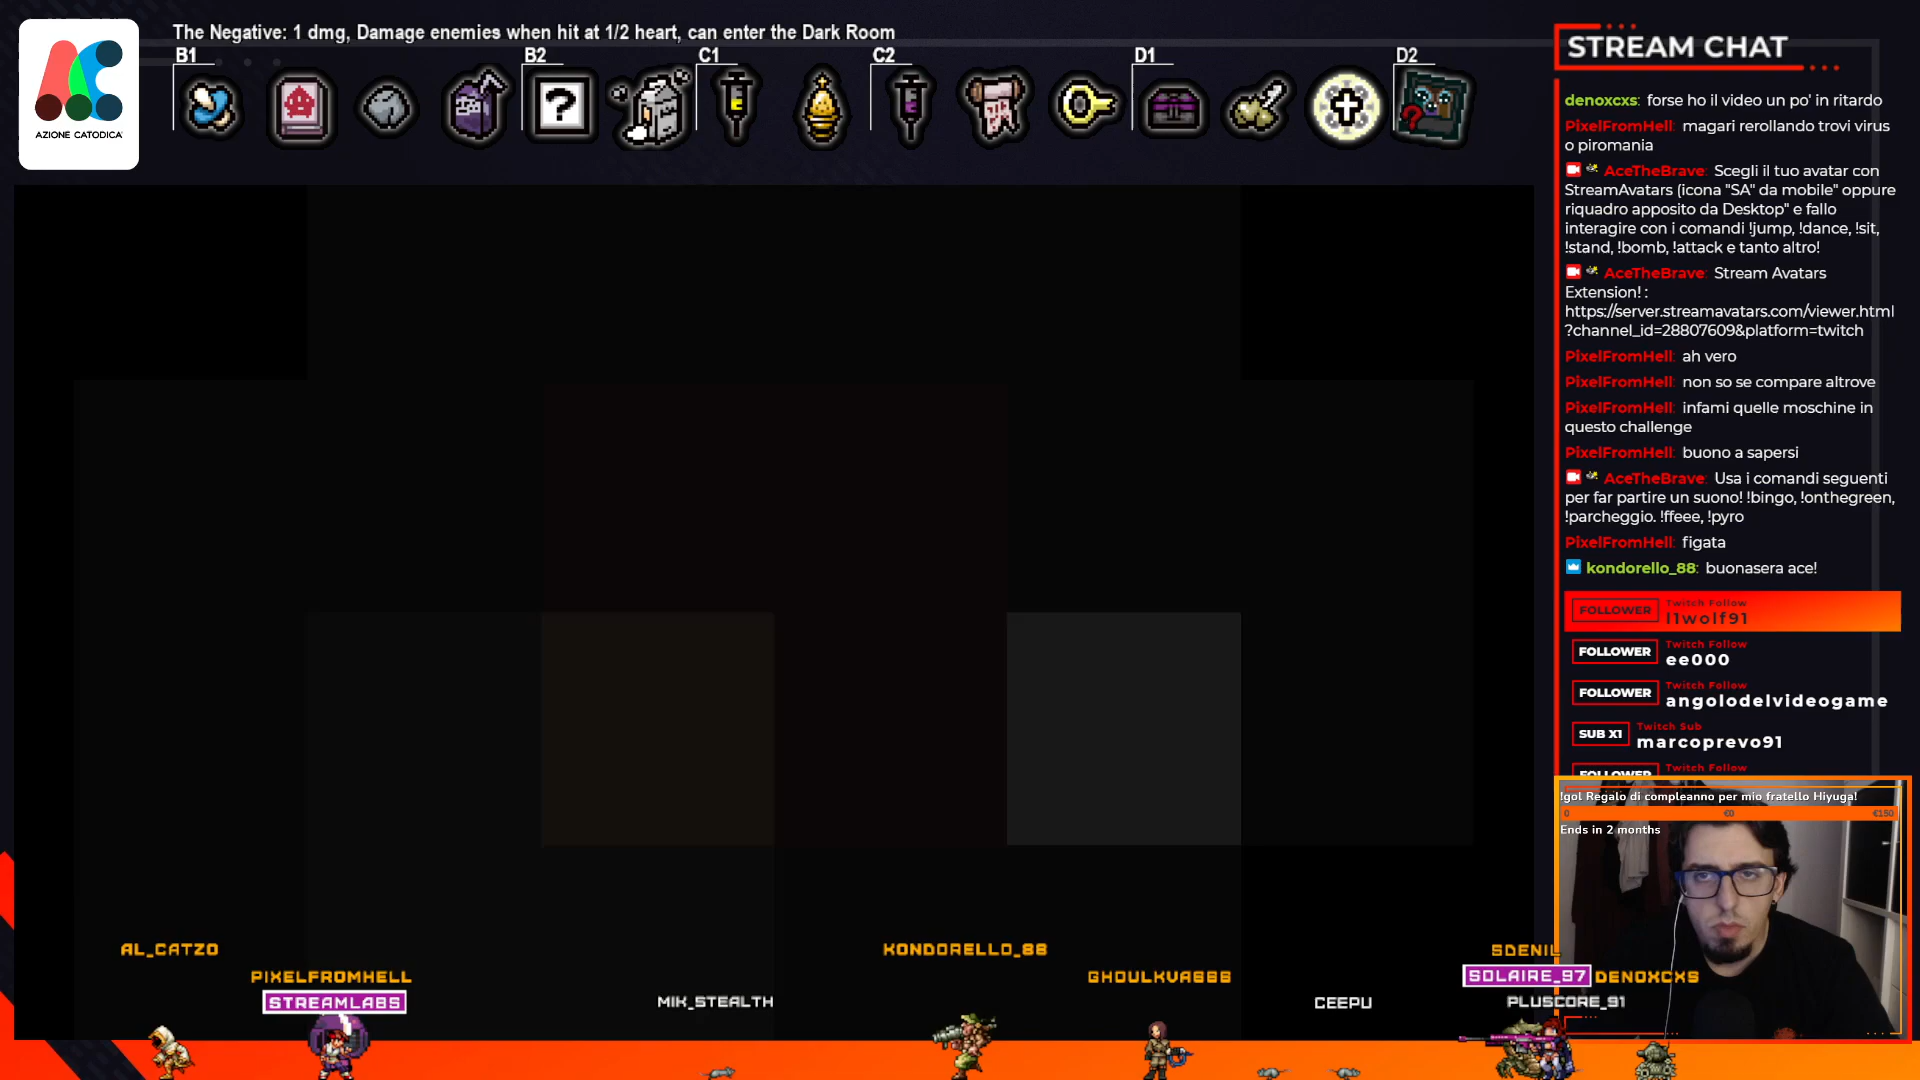 AZIONE CATODICA
The Negative: 1 dmg, Damage enemies when hit at 1/2 heart, can enter the Dark Room
B1
B2
C1
C2
D1
D2
?
STREAM CHAT
denoxcxs: forse ho il video un po' in ritardo
PixelFromHell: magari rerollando trovi virus
o piromania
AceTheBrave: Scegli il tuo avatar con
StreamAvatars (icona "SA" da mobile" oppure
riquadro apposito da Desktop" e fallo
interagire con i comandi !jump, !dance, !sit,
!stand, !bomb, !attack e tanto altro!
AceTheBrave: Stream Avatars
Extension! :
https://server.streamavatars.com/viewer.html
?channel_id=28807609&platform=twitch
PixelFromHell: ah vero
PixelFromHell: non so se compare altrove
PixelFromHell: infami quelle moschine in
questo challenge
PixelFromHell: buono a sapersi
AceTheBrave: Usa i comandi seguenti
per far partire un suono! !bingo, !onthegreen,
!parcheggio. !ffeee, !pyro
PixelFromHell: figata
kondorello_88: buonasera ace!
FOLLOWER Twitch Follow
l1wolf91
FOLLOWER Twitch Follow
ee000
FOLLOWER Twitch Follow
angolodelvideogame
SUB X1 Twitch Sub
marcoprevo91
FOLLOWER Twitch Follow
!gol Regalo di compleanno per mio fratello Hiyuga!
0 €0 €150
Ends in 2 months
AL_CATZO
PIXELFROMHELL
STREAMLABS
MIK_STEALTH
KONDORELLO_88
GHOULKVA888
CEEPU
SDENIL
SOLAIRE_97
DENOXCXS
PLUSCORE_91